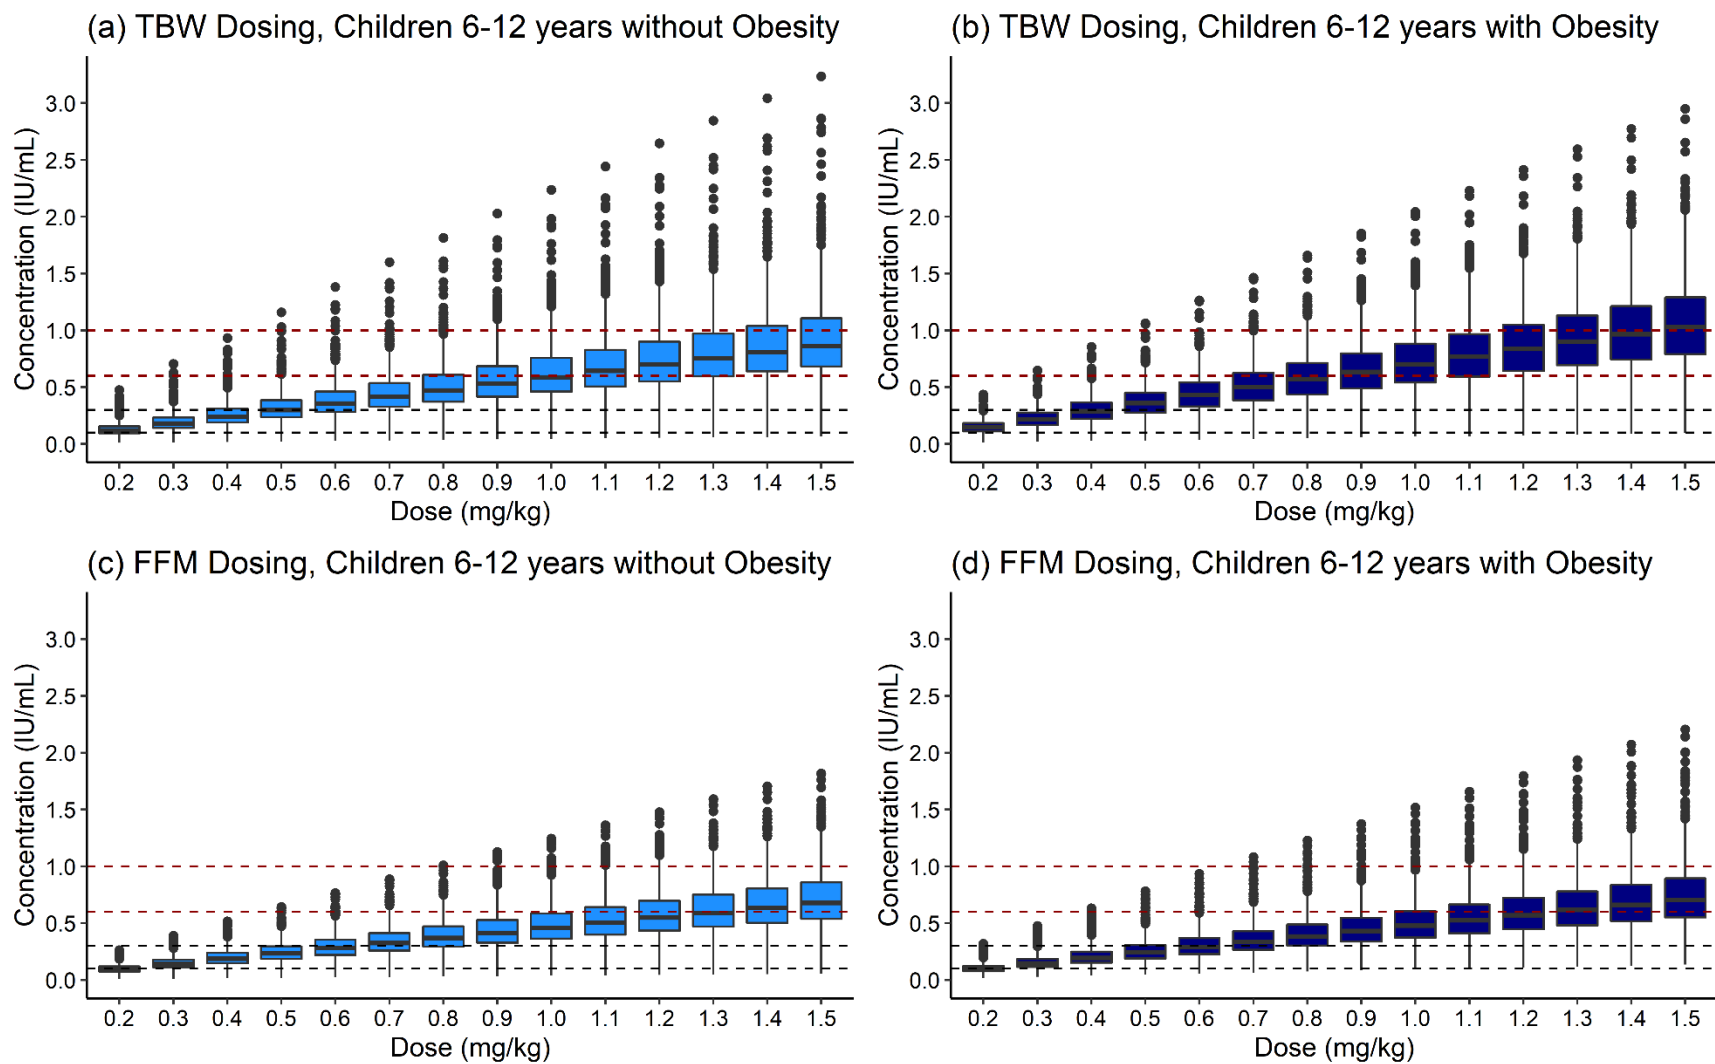 (a) TBW Dosing, Children 6-12 years without Obesity
Concentration (IU/mL)
3.0
2.5
2.0
1.5
1.0
0.5
0.0
0.2 0.3 0.4 0.5 0.6 0.7 0.8 0.9 1.0 1.1 1.2 1.3 1.4 1.5
Dose (mg/kg)
(b) TBW Dosing, Children 6-12 years with Obesity
Concentration (IU/mL)
3.0
2.5
2.0
1.5
1.0
0.5
0.0
0.2 0.3 0.4 0.5 0.6 0.7 0.8 0.9 1.0 1.1 1.2 1.3 1.4 1.5
Dose (mg/kg)
(c) FFM Dosing, Children 6-12 years without Obesity
Concentration (IU/mL)
3.0
2.5
2.0
1.5
1.0
0.5
0.0
0.2 0.3 0.4 0.5 0.6 0.7 0.8 0.9 1.0 1.1 1.2 1.3 1.4 1.5
Dose (mg/kg)
(d) FFM Dosing, Children 6-12 years with Obesity
Concentration (IU/mL)
3.0
2.5
2.0
1.5
1.0
0.5
0.0
0.2 0.3 0.4 0.5 0.6 0.7 0.8 0.9 1.0 1.1 1.2 1.3 1.4 1.5
Dose (mg/kg)